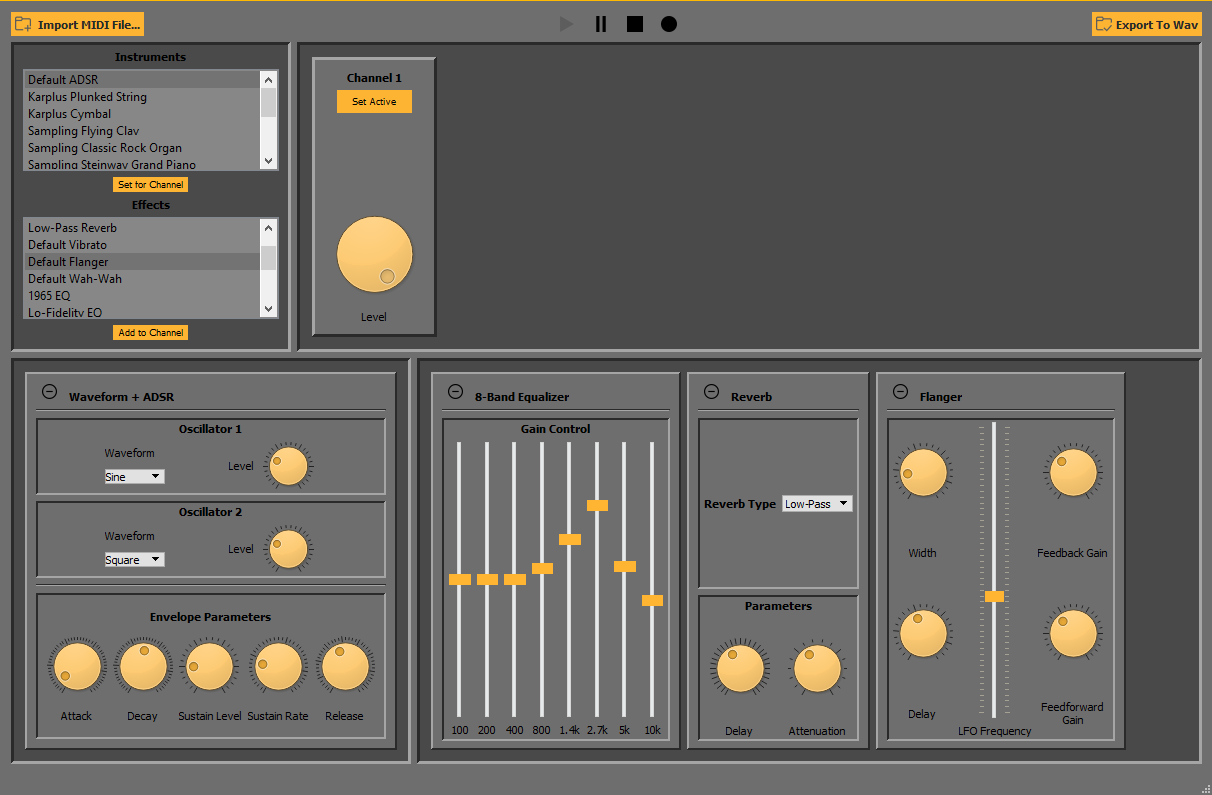 Import MIDI File...
Export To Wav
Instruments
Default ADSR
Karplus Plunked String
Karplus Cymbal
Sampling Flying Clav
Sampling Classic Rock Organ
Sampling Steinway Grand Piano
Set for Channel
Effects
Low-Pass Reverb
Default Vibrato
Default Flanger
Default Wah-Wah
1965 EQ
Lo-Fidelity EQ
Add to Channel
Channel 1
Set Active
Level
Waveform + ADSR
Oscillator 1
Waveform
Sine
Level
Oscillator 2
Waveform
Square
Level
Envelope Parameters
Attack Decay Sustain Level Sustain Rate Release
8-Band Equalizer
Gain Control
100 200 400 800 1.4k 2.7k 5k 10k
Reverb
Reverb Type Low-Pass
Parameters
Delay Attenuation
Flanger
Width Feedback Gain
Delay Feedforward
Gain
LFO Frequency